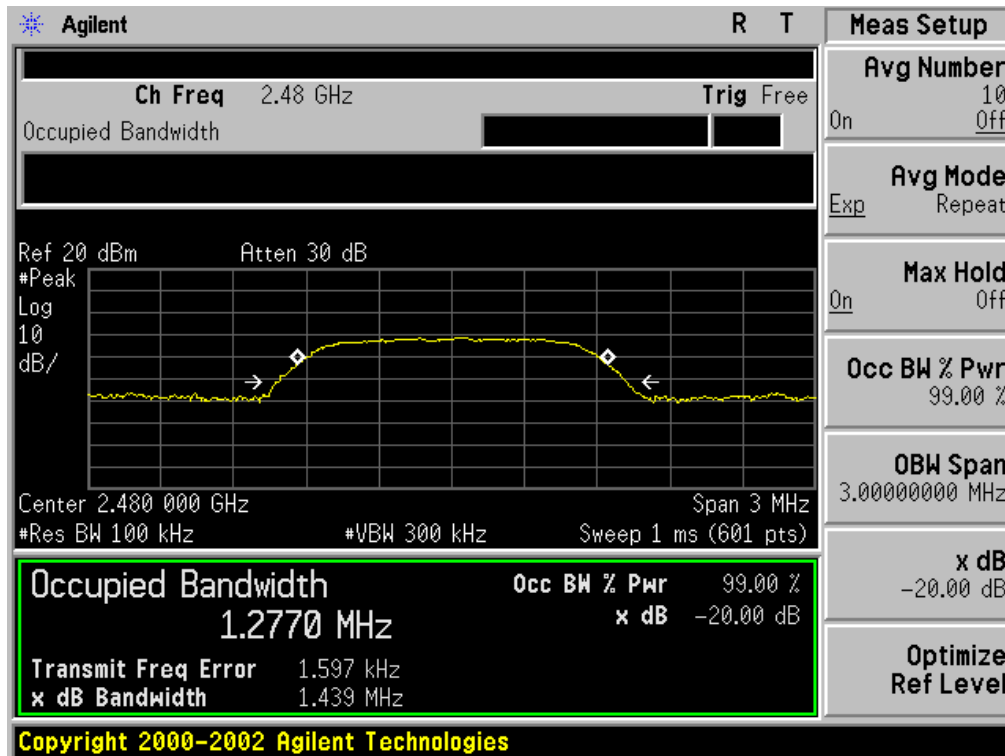 Agilent R T
Meas Setup
Ch Freq 2.48 GHz Trig Free
Occupied Bandwidth
Avg Number
10
On Off
Avg Mode
Exp Repeat
Max Hold
On Off
Occ BW % Pwr
99.00 %
OBW Span
3.00000000 MHz
x dB
-20.00 dB
Optimize
Ref Level
Ref 20 dBm Atten 30 dB
#Peak
Log
10
dB/
Center 2.480 000 GHz Span 3 MHz
#Res BW 100 kHz #VBW 300 kHz Sweep 1 ms (601 pts)
Occupied Bandwidth Occ BW % Pwr 99.00 %
1.2770 MHz x dB -20.00 dB
Transmit Freq Error 1.597 kHz
x dB Bandwidth 1.439 MHz
Copyright 2000-2002 Agilent Technologies